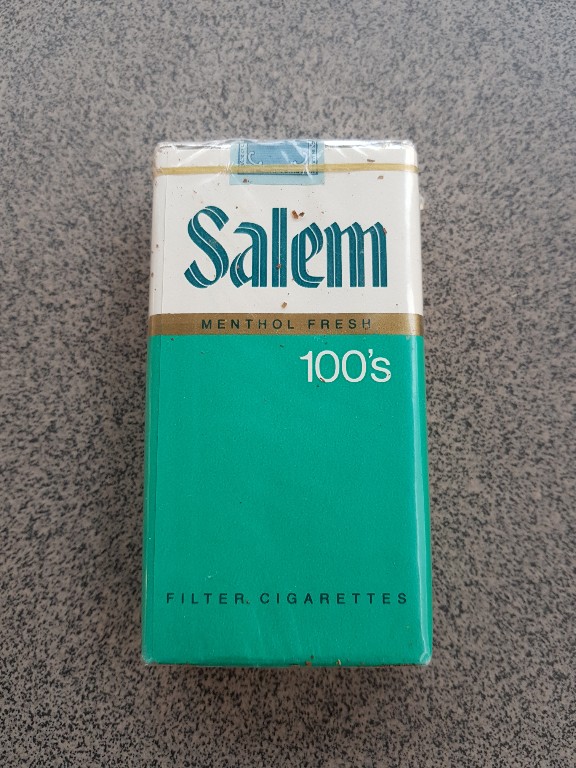 Salem
MENTHOL FRESH
100's
FILTER CIGARETTES